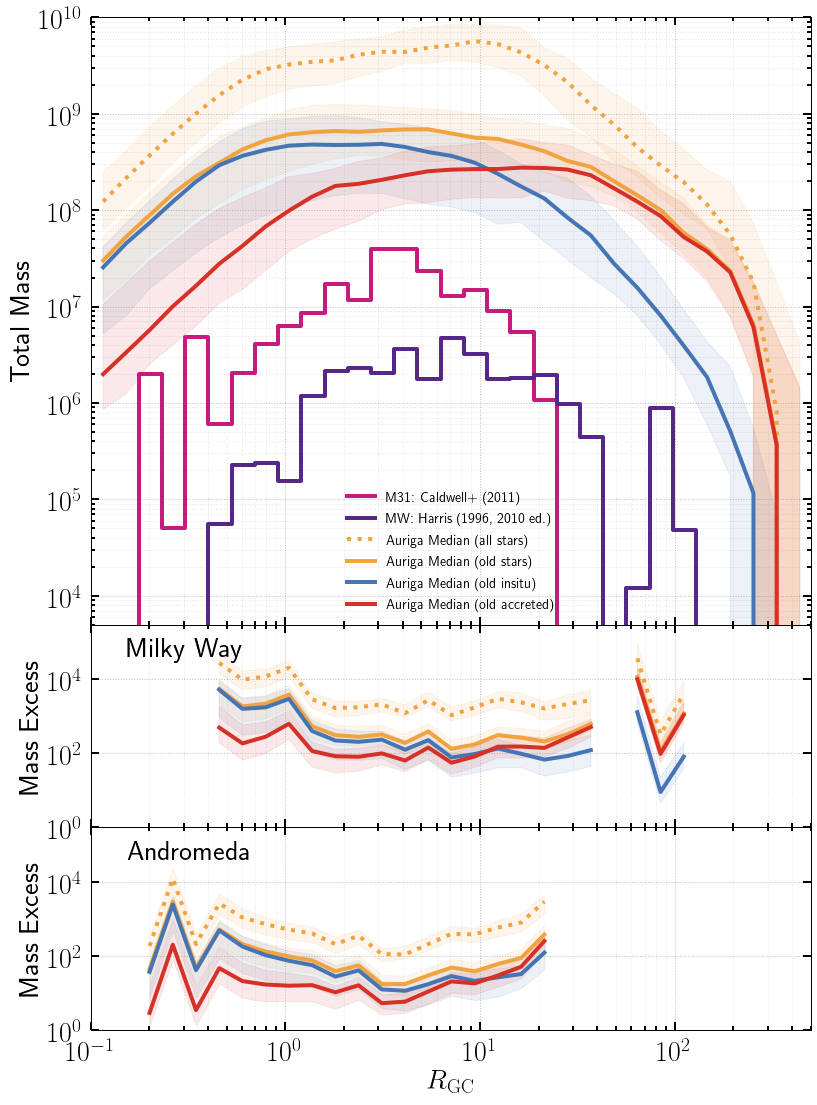 10^10
10^9
10^8
10^7
10^6
10^5
10^4
Total Mass
M31: Caldwell+ (2011)
MW: Harris (1996, 2010 ed.)
Auriga Median (all stars)
Auriga Median (old stars)
Auriga Median (old insitu)
Auriga Median (old accreted)
Milky Way
10^4
10^2
10^0
Mass Excess
Andromeda
10^4
10^2
10^0
Mass Excess
10^-1 10^0 10^1 10^2
R_GC